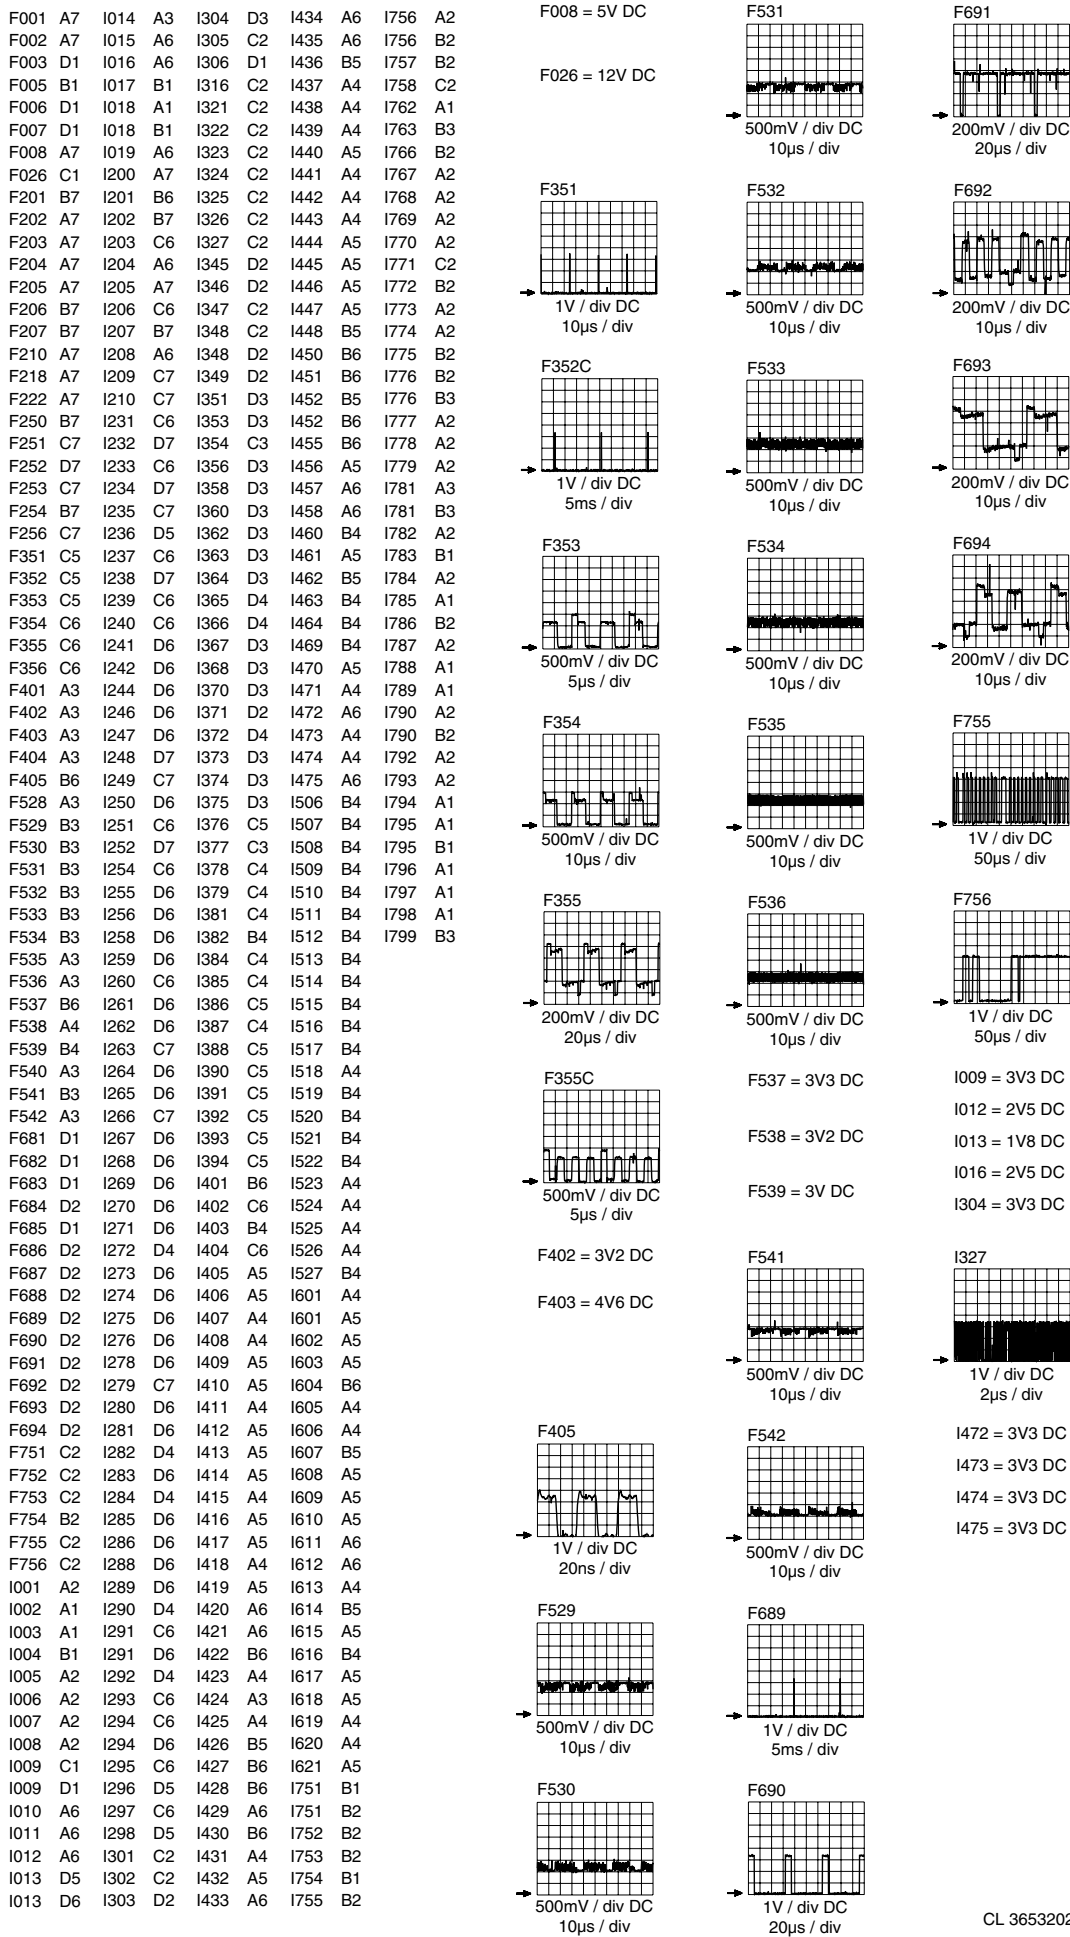 F001 A7 I014 A3 I304 D3 I434 A6 I756 A2
F002 A7 I015 A6 I305 C2 I435 A6 I756 B2
F003 D1 I016 A6 I306 D1 I436 B5 I757 B2
F005 B1 I017 B1 I316 C2 I437 A4 I758 C2
F006 D1 I018 A1 I321 C2 I438 A4 I762 A1
F007 D1 I018 B1 I322 C2 I439 A4 I763 B3
F008 A7 I019 A6 I323 C2 I440 A5 I766 B2
F026 C1 I200 A7 I324 C2 I441 A4 I767 A2
F201 B7 I201 B6 I325 C2 I442 A4 I768 A2
F202 A7 I202 B7 I326 C2 I443 A4 I769 A2
F203 A7 I203 C6 I327 C2 I444 A5 I770 A2
F204 A7 I204 A6 I345 D2 I445 A5 I771 C2
F205 A7 I205 A7 I346 D2 I446 A5 I772 B2
F206 B7 I206 C6 I347 C2 I447 A5 I773 A2
F207 B7 I207 B7 I348 C2 I448 B5 I774 A2
F210 A7 I208 A6 I348 D2 I450 B6 I775 B2
F218 A7 I209 C7 I349 D2 I451 B6 I776 B2
F222 A7 I210 C7 I351 D3 I452 B5 I776 B3
F250 B7 I231 C6 I353 D3 I452 B6 I777 A2
F251 C7 I232 D7 I354 C3 I455 B6 I778 A2
F252 D7 I233 C6 I356 D3 I456 A5 I779 A2
F253 C7 I234 D7 I358 D3 I457 A6 I781 A3
F254 B7 I235 C7 I360 D3 I458 A6 I781 B3
F256 C7 I236 D5 I362 D3 I460 B4 I782 A2
F351 C5 I237 C6 I363 D3 I461 A5 I783 B1
F352 C5 I238 D7 I364 D3 I462 B5 I784 A2
F353 C5 I239 C6 I365 D4 I463 B4 I785 A1
F354 C6 I240 C6 I366 D4 I464 B4 I786 B2
F355 C6 I241 D6 I367 D3 I469 B4 I787 A2
F356 C6 I242 D6 I368 D3 I470 A5 I788 A1
F401 A3 I244 D6 I370 D3 I471 A4 I789 A1
F402 A3 I246 D6 I371 D2 I472 A6 I790 A2
F403 A3 I247 D6 I372 D4 I473 A4 I790 B2
F404 A3 I248 D7 I373 D3 I474 A4 I792 A2
F405 B6 I249 C7 I374 D3 I475 A6 I793 A2
F528 A3 I250 D6 I375 D3 I506 B4 I794 A1
F529 B3 I251 C6 I376 C5 I507 B4 I795 A1
F530 B3 I252 D7 I377 C3 I508 B4 I795 B1
F531 B3 I254 C6 I378 C4 I509 B4 I796 A1
F532 B3 I255 D6 I379 C4 I510 B4 I797 A1
F533 B3 I256 D6 I381 C4 I511 B4 I798 A1
F534 B3 I258 D6 I382 B4 I512 B4 I799 B3
F535 A3 I259 D6 I384 C4 I513 B4
F536 A3 I260 C6 I385 C4 I514 B4
F537 B6 I261 D6 I386 C5 I515 B4
F538 A4 I262 D6 I387 C4 I516 B4
F539 B4 I263 C7 I388 C5 I517 B4
F540 A3 I264 D6 I390 C5 I518 A4
F541 B3 I265 D6 I391 C5 I519 B4
F542 A3 I266 C7 I392 C5 I520 B4
F681 D1 I267 D6 I393 C5 I521 B4
F682 D1 I268 D6 I394 C5 I522 B4
F683 D1 I269 D6 I401 B6 I523 A4
F684 D2 I270 D6 I402 C6 I524 A4
F685 D1 I271 D6 I403 B4 I525 A4
F686 D2 I272 D4 I404 C6 I526 A4
F687 D2 I273 D6 I405 A5 I527 B4
F688 D2 I274 D6 I406 A5 I601 A4
F689 D2 I275 D6 I407 A4 I601 A5
F690 D2 I276 D6 I408 A4 I602 A5
F691 D2 I278 D6 I409 A5 I603 A5
F692 D2 I279 C7 I410 A5 I604 B6
F693 D2 I280 D6 I411 A4 I605 A4
F694 D2 I281 D6 I412 A5 I606 A4
F751 C2 I282 D4 I413 A5 I607 B5
F752 C2 I283 D6 I414 A5 I608 A5
F753 C2 I284 D4 I415 A4 I609 A5
F754 B2 I285 D6 I416 A5 I610 A5
F755 C2 I286 D6 I417 A5 I611 A6
F756 C2 I288 D6 I418 A4 I612 A6
I001 A2 I289 D6 I419 A5 I613 A4
I002 A1 I290 D4 I420 A6 I614 B5
I003 A1 I291 C6 I421 A6 I615 A5
I004 B1 I291 D6 I422 B6 I616 B4
I005 A2 I292 D4 I423 A4 I617 A5
I006 A2 I293 C6 I424 A3 I618 A5
I007 A2 I294 C6 I425 A4 I619 A4
I008 A2 I294 D6 I426 B5 I620 A4
I009 C1 I295 C6 I427 B6 I621 A5
I009 D1 I296 D5 I428 B6 I751 B1
I010 A6 I297 C6 I429 A6 I751 B2
I011 A6 I298 D5 I430 B6 I752 B2
I012 A6 I301 C2 I431 A4 I753 B2
I013 D5 I302 C2 I432 A5 I754 B1
I013 D6 I303 D2 I433 A6 I755 B2
F008 = 5V DC
F026 = 12V DC
F351
1V / div DC
10µs / div
F352C
1V / div DC
5ms / div
F353
500mV / div DC
5µs / div
F354
500mV / div DC
10µs / div
F355
200mV / div DC
20µs / div
F355C
500mV / div DC
5µs / div
F402 = 3V2 DC
F403 = 4V6 DC
F405
1V / div DC
20ns / div
F529
500mV / div DC
10µs / div
F530
500mV / div DC
10µs / div
F531
500mV / div DC
10µs / div
F532
500mV / div DC
10µs / div
F533
500mV / div DC
10µs / div
F534
500mV / div DC
10µs / div
F535
500mV / div DC
10µs / div
F536
500mV / div DC
10µs / div
F537 = 3V3 DC
F538 = 3V2 DC
F539 = 3V DC
F541
500mV / div DC
10µs / div
F542
500mV / div DC
10µs / div
F689
1V / div DC
5ms / div
F690
1V / div DC
20µs / div
F691
200mV / div DC
20µs / div
F692
200mV / div DC
10µs / div
F693
200mV / div DC
10µs / div
F694
200mV / div DC
10µs / div
F755
1V / div DC
50µs / div
F756
1V / div DC
50µs / div
I009 = 3V3 DC
I012 = 2V5 DC
I013 = 1V8 DC
I016 = 2V5 DC
I304 = 3V3 DC
I327
1V / div DC
2µs / div
I472 = 3V3 DC
I473 = 3V3 DC
I474 = 3V3 DC
I475 = 3V3 DC
CL 3653202